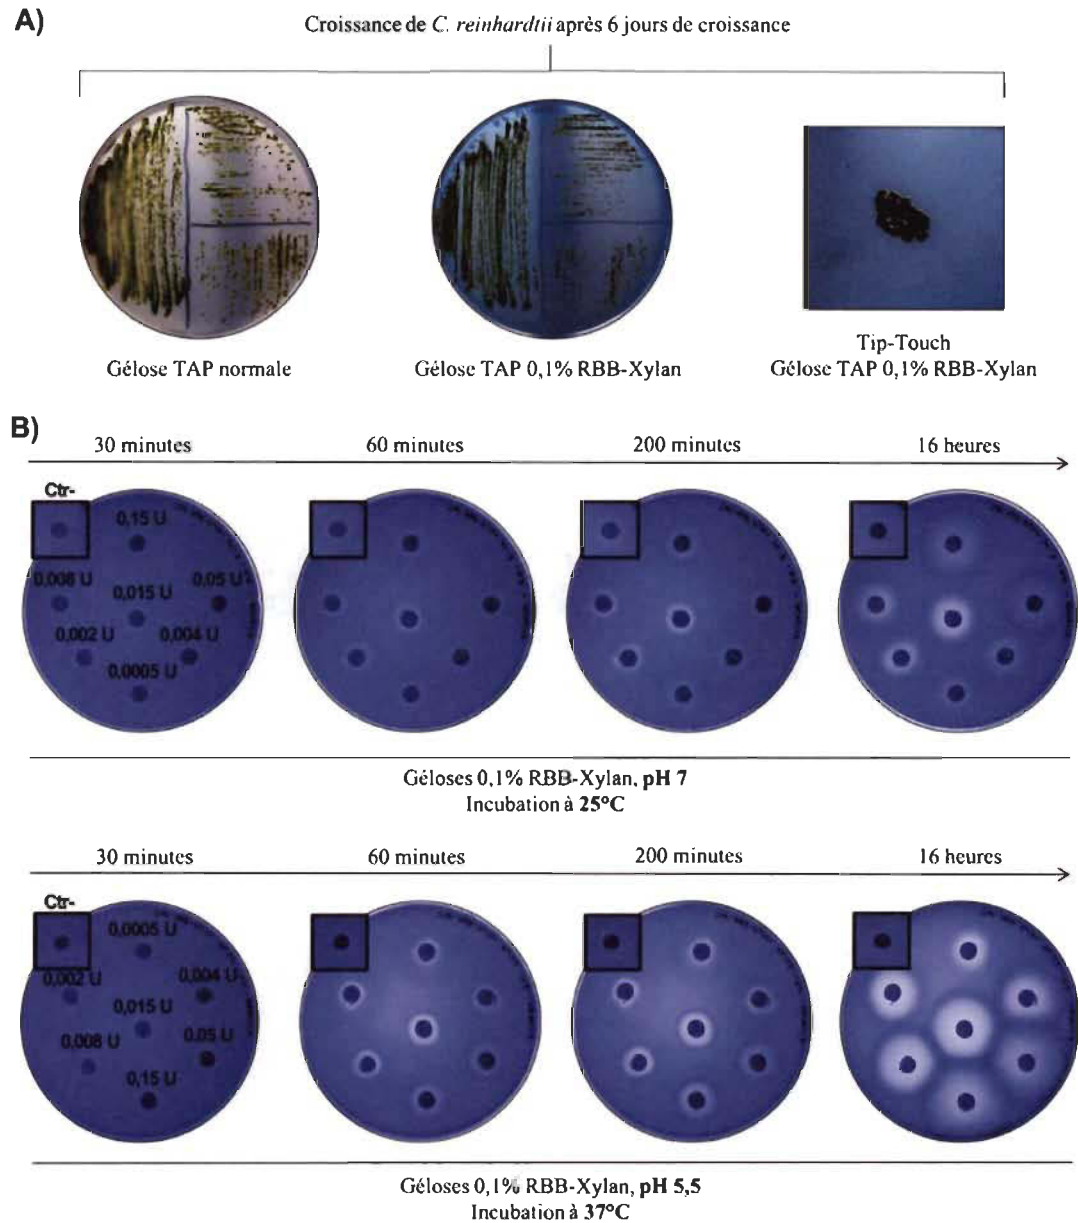 A)
Croissance de C. reinhardtii après 6 jours de croissance
Gélose TAP normale
Gélose TAP 0,1% RBB-Xylan
Tip-Touch
Gélose TAP 0,1% RBB-Xylan
B)
30 minutes
60 minutes
200 minutes
16 heures
Ctr-
0,15 U
0,008 U
0,015 U
0,05 U
0,002 U
0,004 U
0,0005 U
Géloses 0,1% RBB-Xylan, pH 7
Incubation à 25°C
30 minutes
60 minutes
200 minutes
16 heures
Ctr-
0,0005 U
0,002 U
0,004 U
0,015 U
0,008 U
0,05 U
0,15 U
Géloses 0,1% RBB-Xylan, pH 5,5
Incubation à 37°C